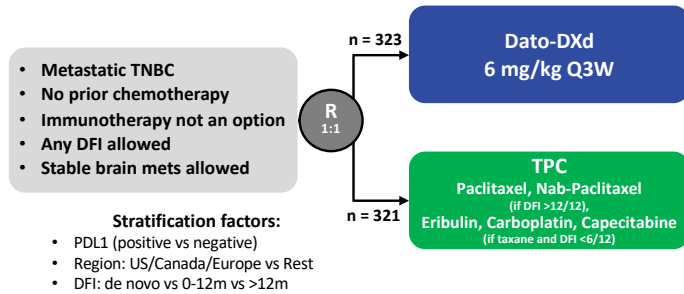 n = 323
Dato-DXd
6 mg/kg Q3W
• Metastatic TNBC
• No prior chemotherapy
• Immunotherapy not an option
• Any DFI allowed
• Stable brain mets allowed
R
1:1
TPC
Paclitaxel, Nab-Paclitaxel
(if DFI >12/12),
Eribulin, Carboplatin, Capecitabine
(if taxane and DFI <6/12)
n = 321
Stratification factors:
• PDL1 (positive vs negative)
• Region: US/Canada/Europe vs Rest
• DFI: de novo vs 0-12m vs >12m